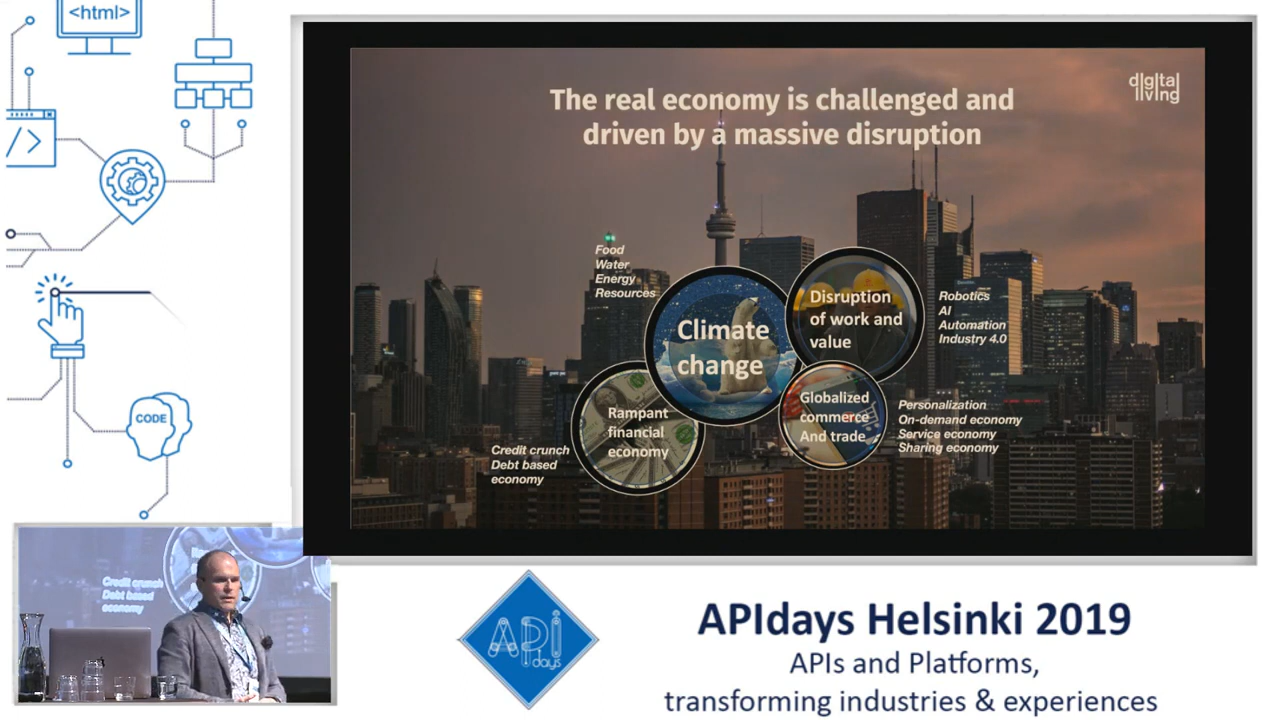 <html>
</>
CODE
The real economy is challenged and
driven by a massive disruption
digital
living
Food
Water
Energy
Resources
Climate
change
Disruption
of work and
value
Robotics
AI
Automation
Industry 4.0
Rampant
financial
economy
Credit crunch
Debt based
economy
Globalized
commerce
And trade
Personalization
On-demand economy
Service economy
Sharing economy
Credit crunch
Debt based
economy
API
days
APIdays Helsinki 2019
APIs and Platforms,
transforming industries & experiences